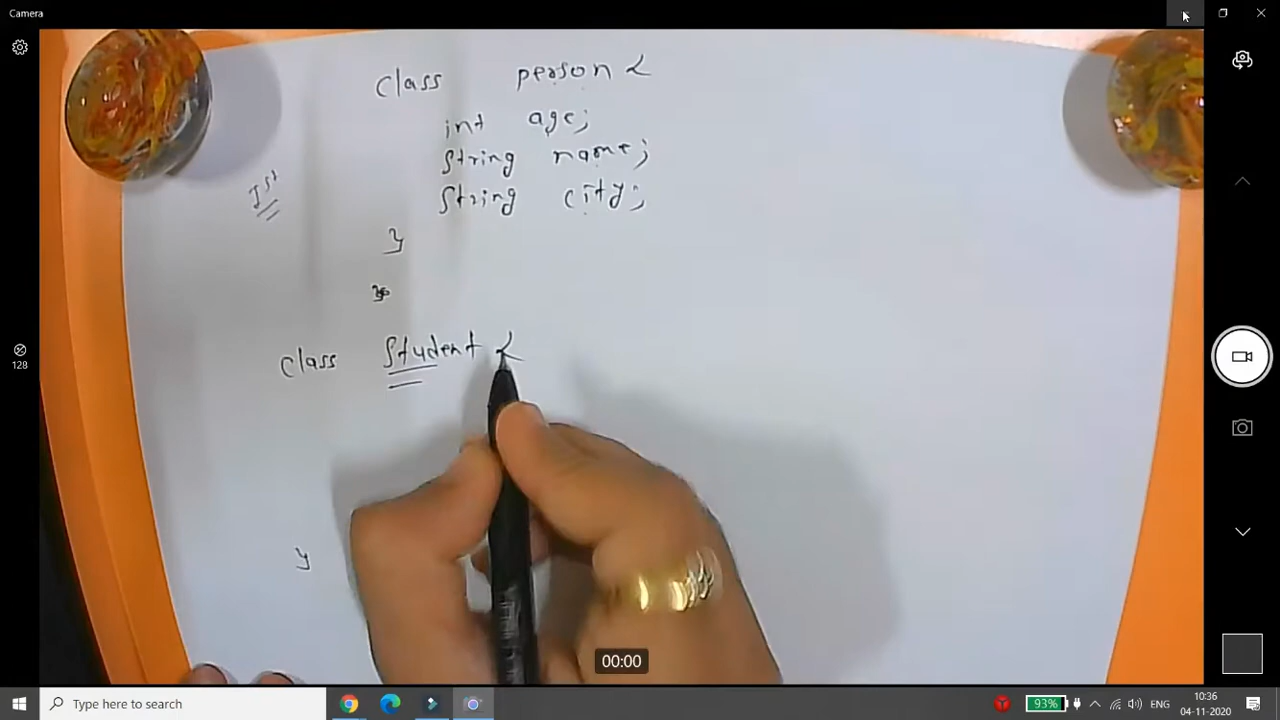 Camera
class person {
int age;
String name;
Ist
String city;
}
class Student {
}
128
00:00
Type here to search
93%
ENG
10:36
04-11-2020